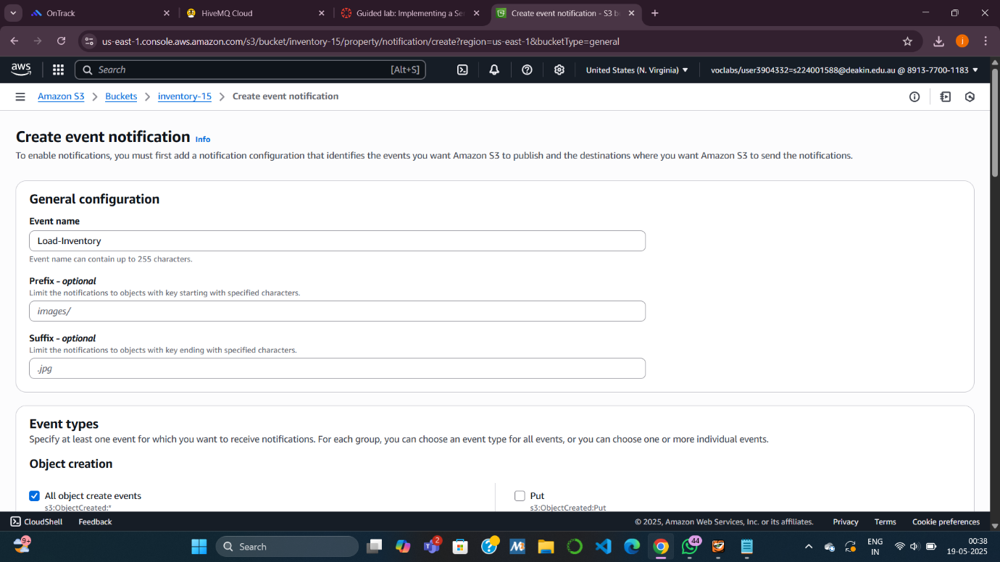 OnTrack
HiveMQ Cloud
Guided lab: Implementing a Se
Create event notification - S3 b
us-east-1.console.aws.amazon.com/s3/bucket/inventory-15/property/notification/create?region=us-east-1&bucketType=general
j
aws
Search
[Alt+S]
United States (N. Virginia)
voclabs/user3904332=s224001588@deakin.edu.au @ 8913-7700-1183
Amazon S3
Buckets
inventory-15
Create event notification
Create event notification Info
To enable notifications, you must first add a notification configuration that identifies the events you want Amazon S3 to publish and the destinations where you want Amazon S3 to send the notifications.
General configuration
Event name
Load-Inventory
Event name can contain up to 255 characters.
Prefix - optional
Limit the notifications to objects with key starting with specified characters.
images/
Suffix - optional
Limit the notifications to objects with key ending with specified characters.
.jpg
Event types
Specify at least one event for which you want to receive notifications. For each group, you can choose an event type for all events, or you can choose one or more individual events.
Object creation
All object create events
s3:ObjectCreated:*
Put
s3:ObjectCreated:Put
CloudShell
Feedback
© 2025, Amazon Web Services, Inc. or its affiliates.
Privacy
Terms
Cookie preferences
9+
Search
2
44
ENG
IN
00:38
19-05-2025